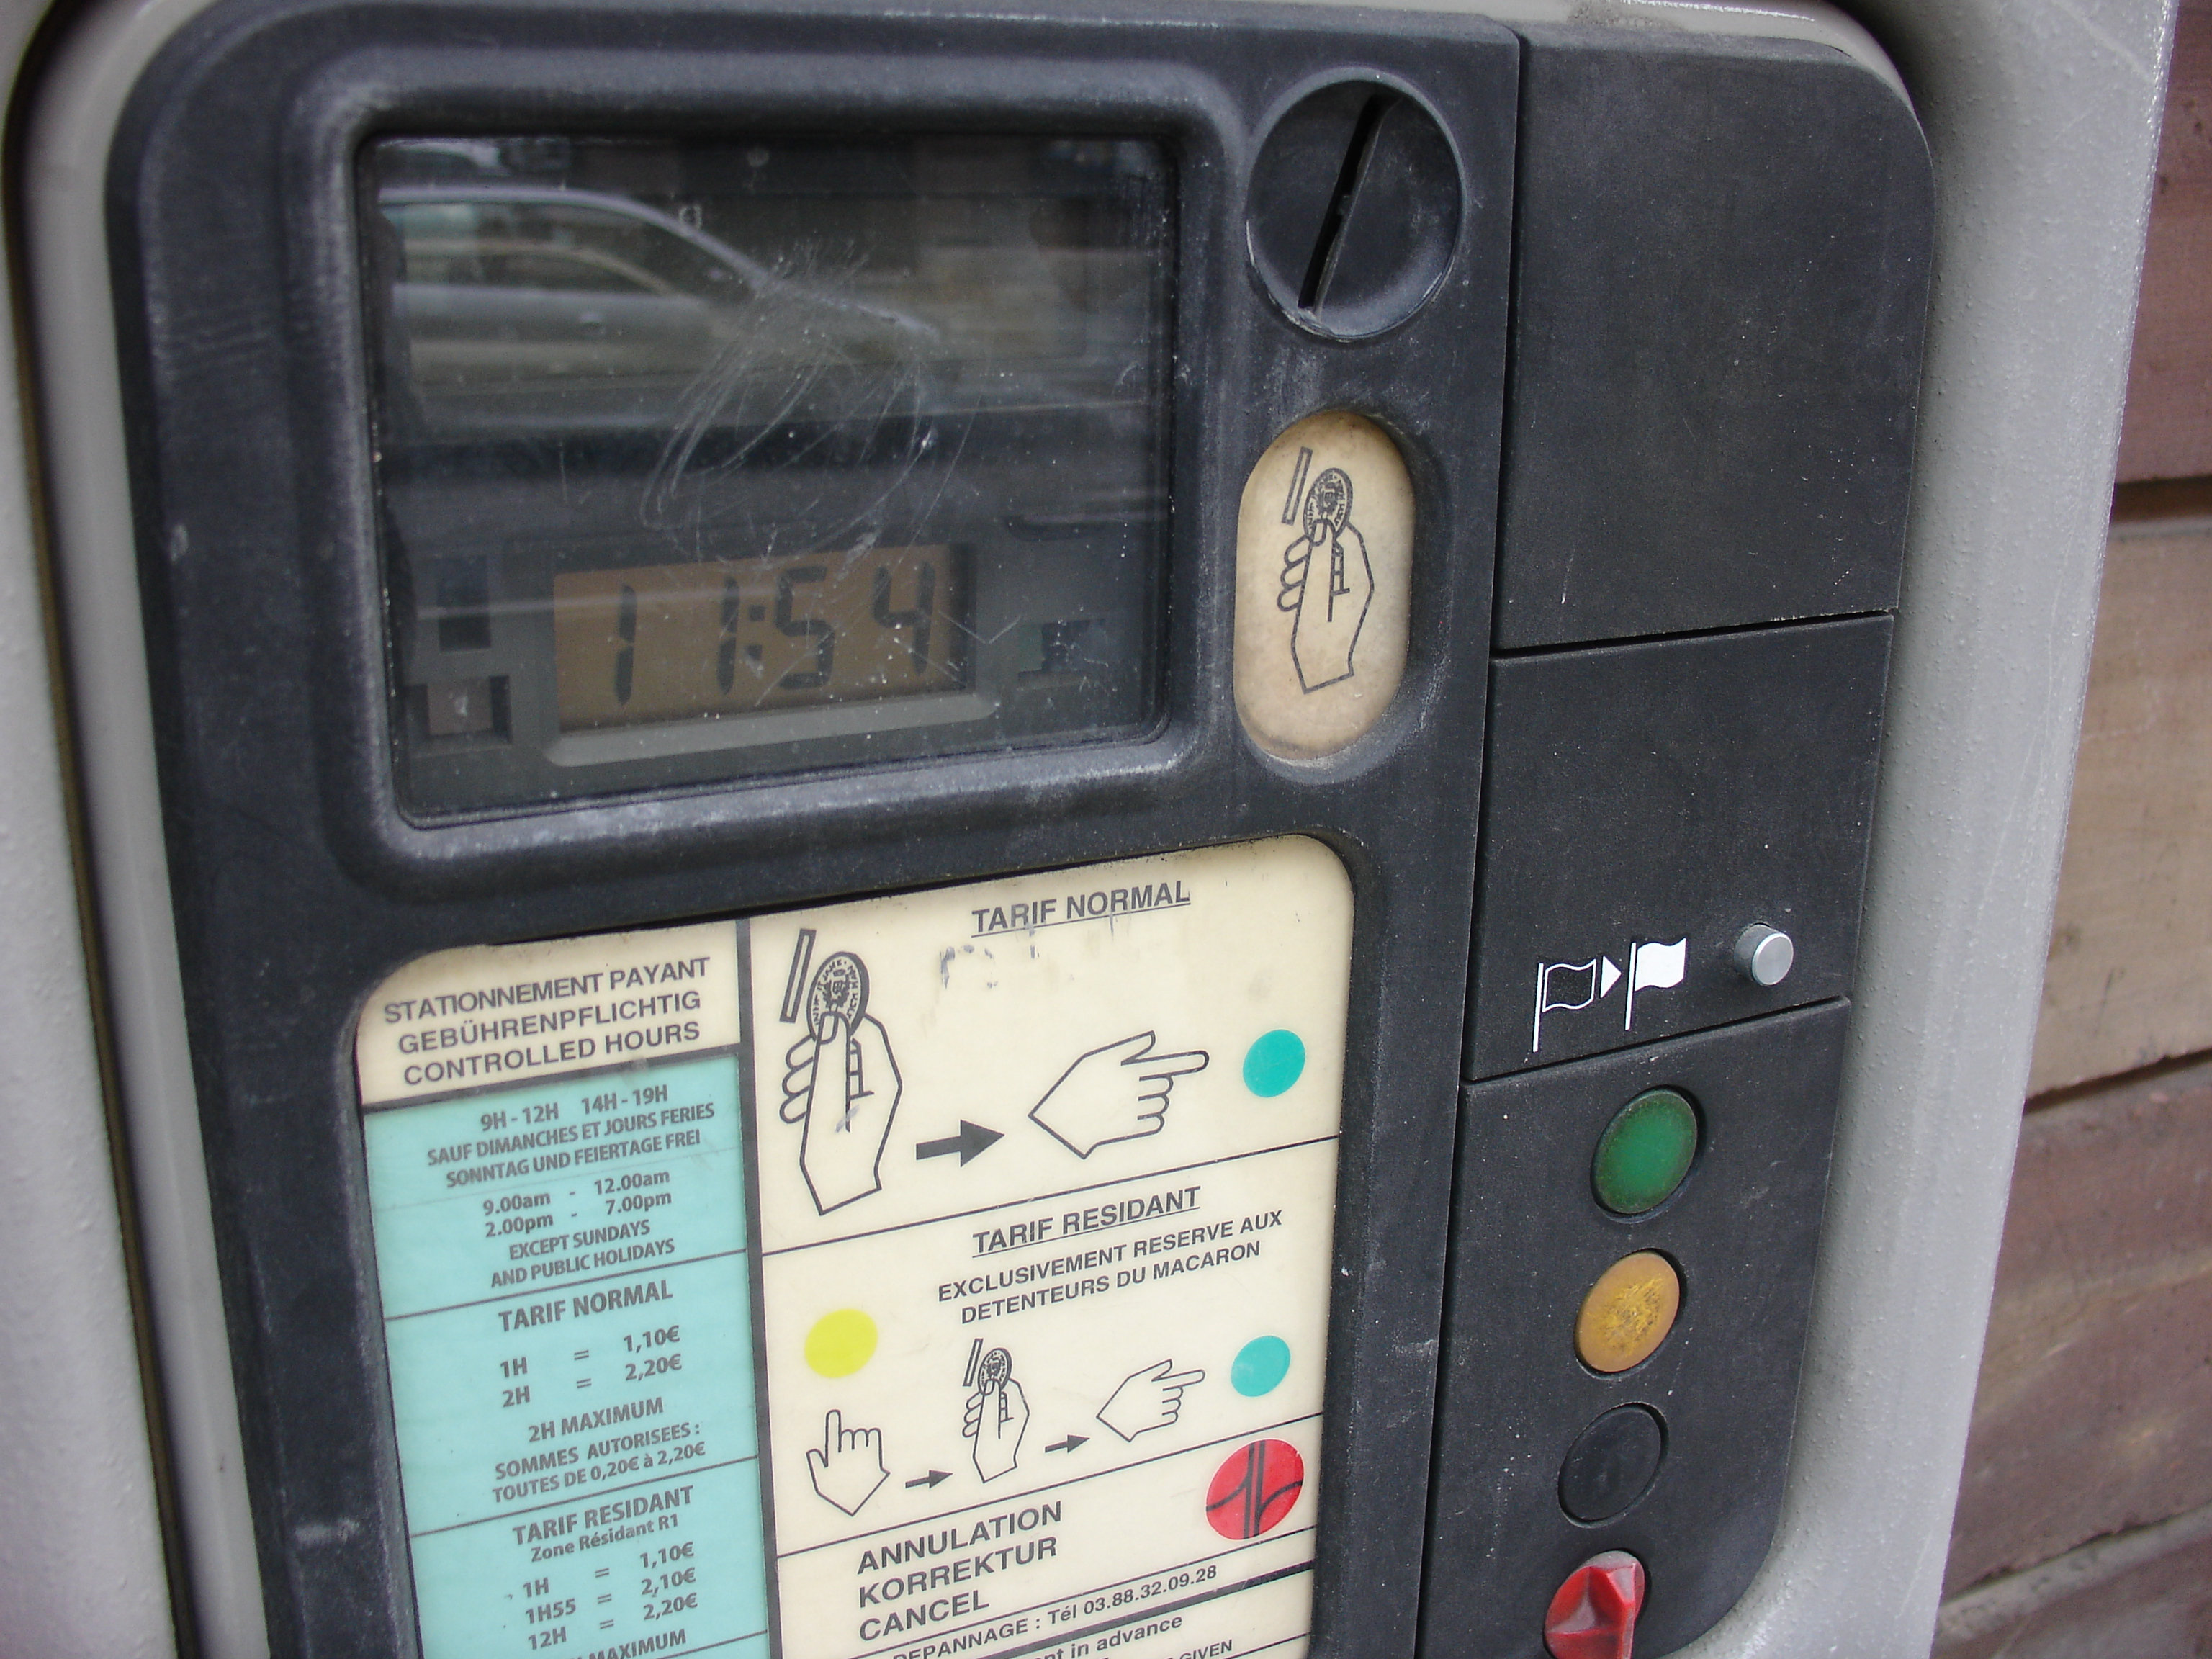 11:54
STATIONNEMENT PAYANT
GEBÜHRENPFLICHTIG
CONTROLLED HOURS
9H - 12H 14H - 19H
SAUF DIMANCHES ET JOURS FERIES
SONNTAG UND FEIERTAGE FREI
9.00am - 12.00am
2.00pm - 7.00pm
EXCEPT SUNDAYS
AND PUBLIC HOLIDAYS
TARIF NORMAL
1H = 1,10€
2H = 2,20€
2H MAXIMUM
SOMMES AUTORISEES :
TOUTES DE 0,20€ à 2,20€
TARIF RESIDANT
Zone Résidant R1
1H = 1,10€
1H55 = 2,10€
12H = 2,20€
MAXIMUM
TARIF NORMAL
TARIF RESIDANT
EXCLUSIVEMENT RESERVE AUX
DETENTEURS DU MACARON
ANNULATION
KORREKTUR
CANCEL
DEPANNAGE : Tél 03.88.32.09.28
in advance
GIVEN